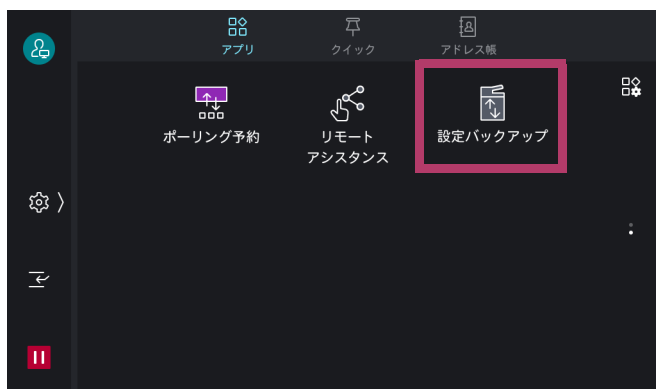 アプリ
クイック
アドレス帳
ポーリング予約
リモート
アシスタンス
設定バックアップ